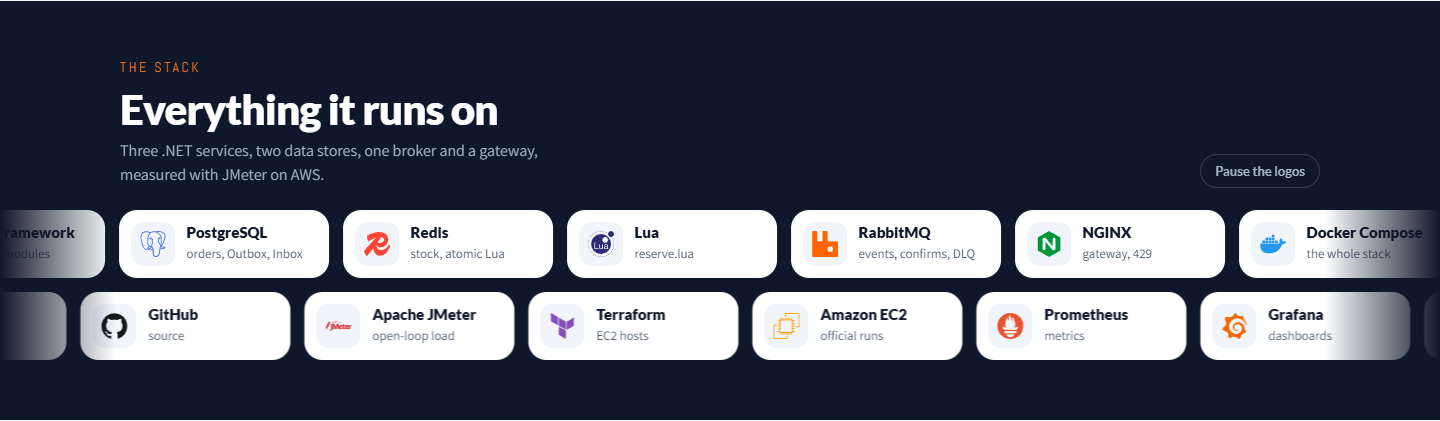 THE STACK
Everything it runs on
Three .NET services, two data stores, one broker and a gateway,
measured with JMeter on AWS.
Pause the logos
ramework
modules
PostgreSQL
orders, Outbox, Inbox
Redis
stock, atomic Lua
Lua
Lua
reserve.lua
RabbitMQ
events, confirms, DLQ
NGINX
gateway, 429
Docker Compose
the whole stack
GitHub
source
JMeter
Apache JMeter
open-loop load
Terraform
EC2 hosts
Amazon EC2
official runs
Prometheus
metrics
Grafana
dashboards